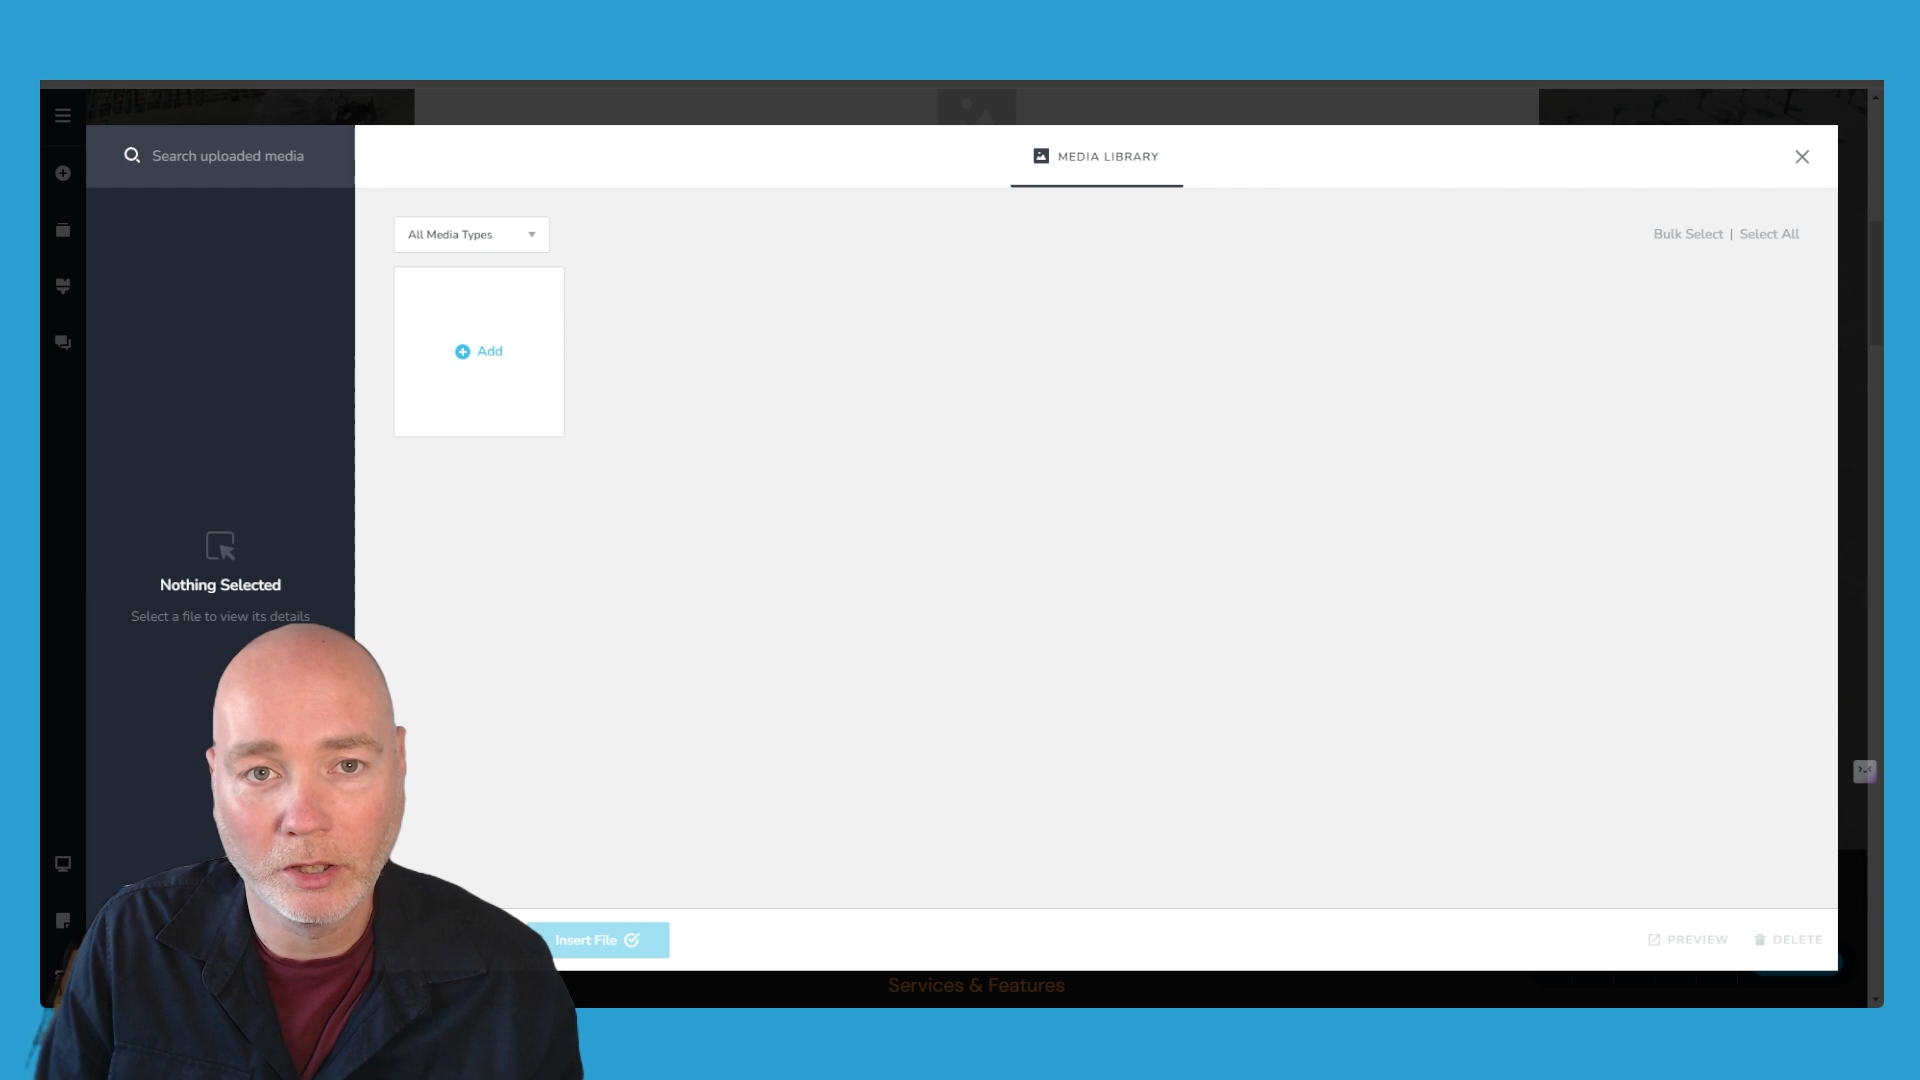 Search uploaded media
MEDIA LIBRARY
All Media Types
Bulk Select | Select All
Add
Nothing Selected
Select a file to view its details
Insert File
PREVIEW
DELETE
Services & Features